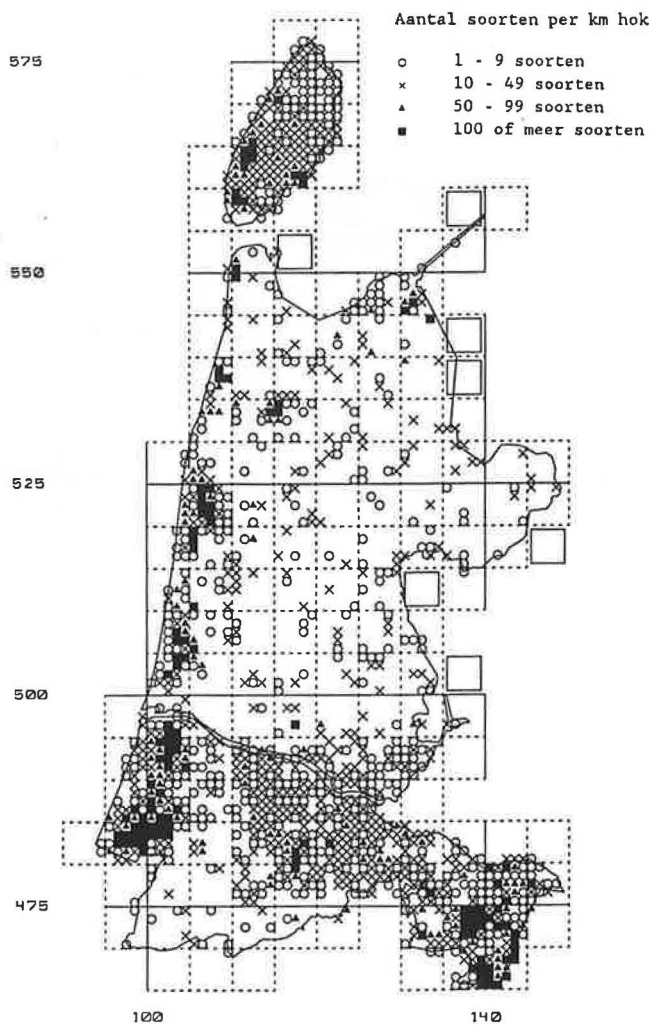 Aantal soorten per km hok
1 - 9 soorten
10 - 49 soorten
50 - 99 soorten
100 of meer soorten
575
550
525
500
475
100
140